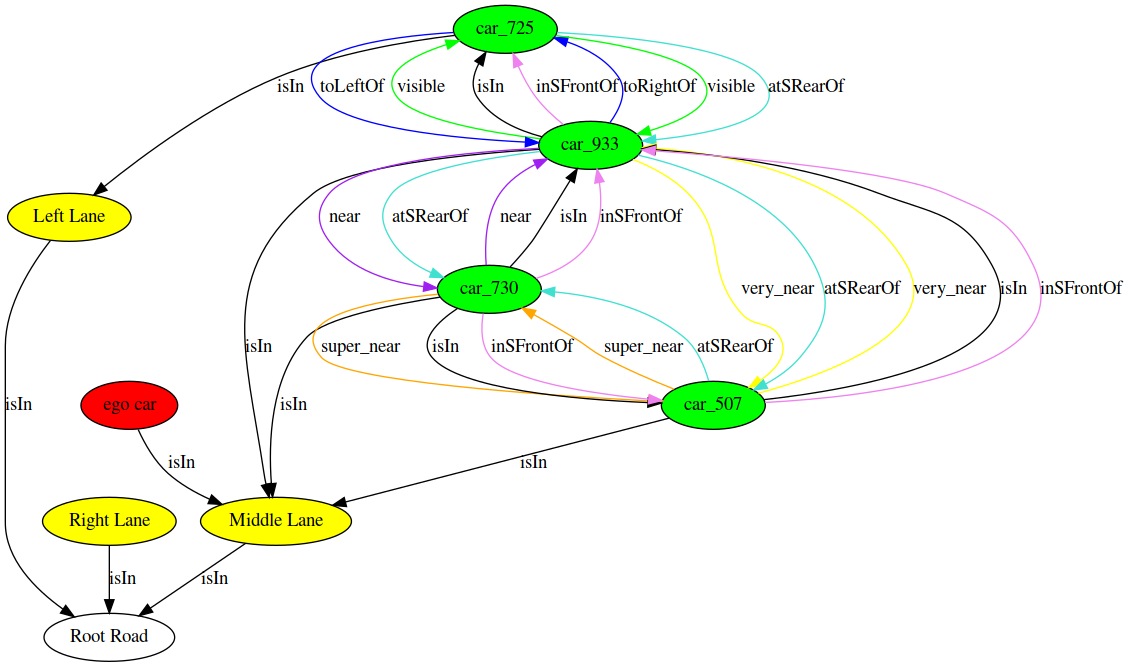 car_725
isIn
toLeftOf
visible
isIn
inSFrontOf
toRightOf
visible
atSRearOf
car_933
Left Lane
near
atSRearOf
near
isIn
inSFrontOf
car_730
very_near
atSRearOf
very_near
isIn
inSFrontOf
isIn
super_near
isIn
inSFrontOf
super_near
atSRearOf
isIn
ego car
isIn
car_507
isIn
isIn
Right Lane
Middle Lane
isIn
isIn
Root Road